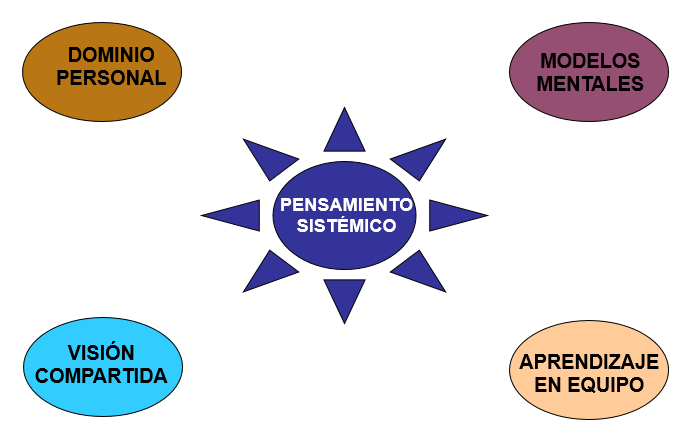 DOMINIO
PERSONAL
MODELOS
MENTALES
PENSAMIENTO
SISTÉMICO
VISIÓN
COMPARTIDA
APRENDIZAJE
EN EQUIPO